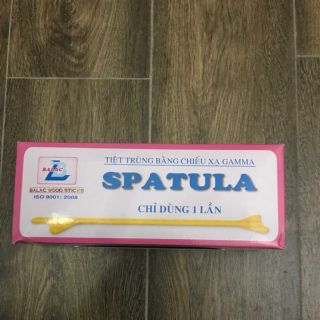 TIỆT TRÙNG BẰNG CHIẾU XẠ GAMMA
BALAC
SPATULA
BALAC WOOD STICKS
ISO 9001: 2008
CHỈ DÙNG 1 LẦN